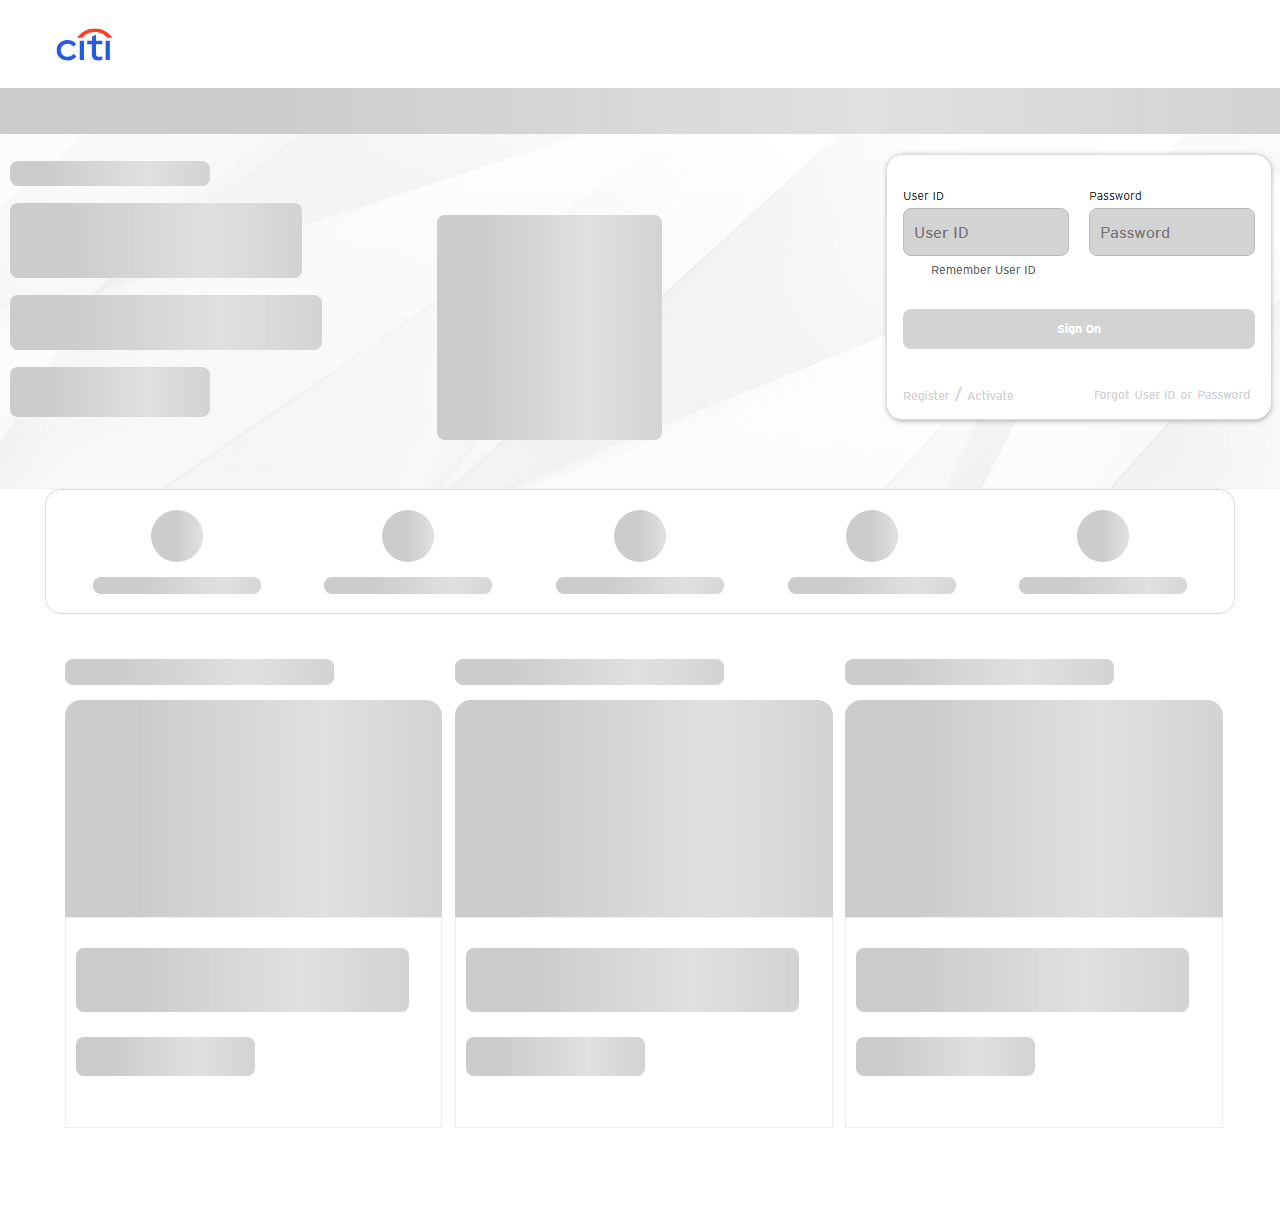 citi
User ID
Password
User ID
Password
Remember User ID
Sign On
Register / Activate
Forgot User ID or Password